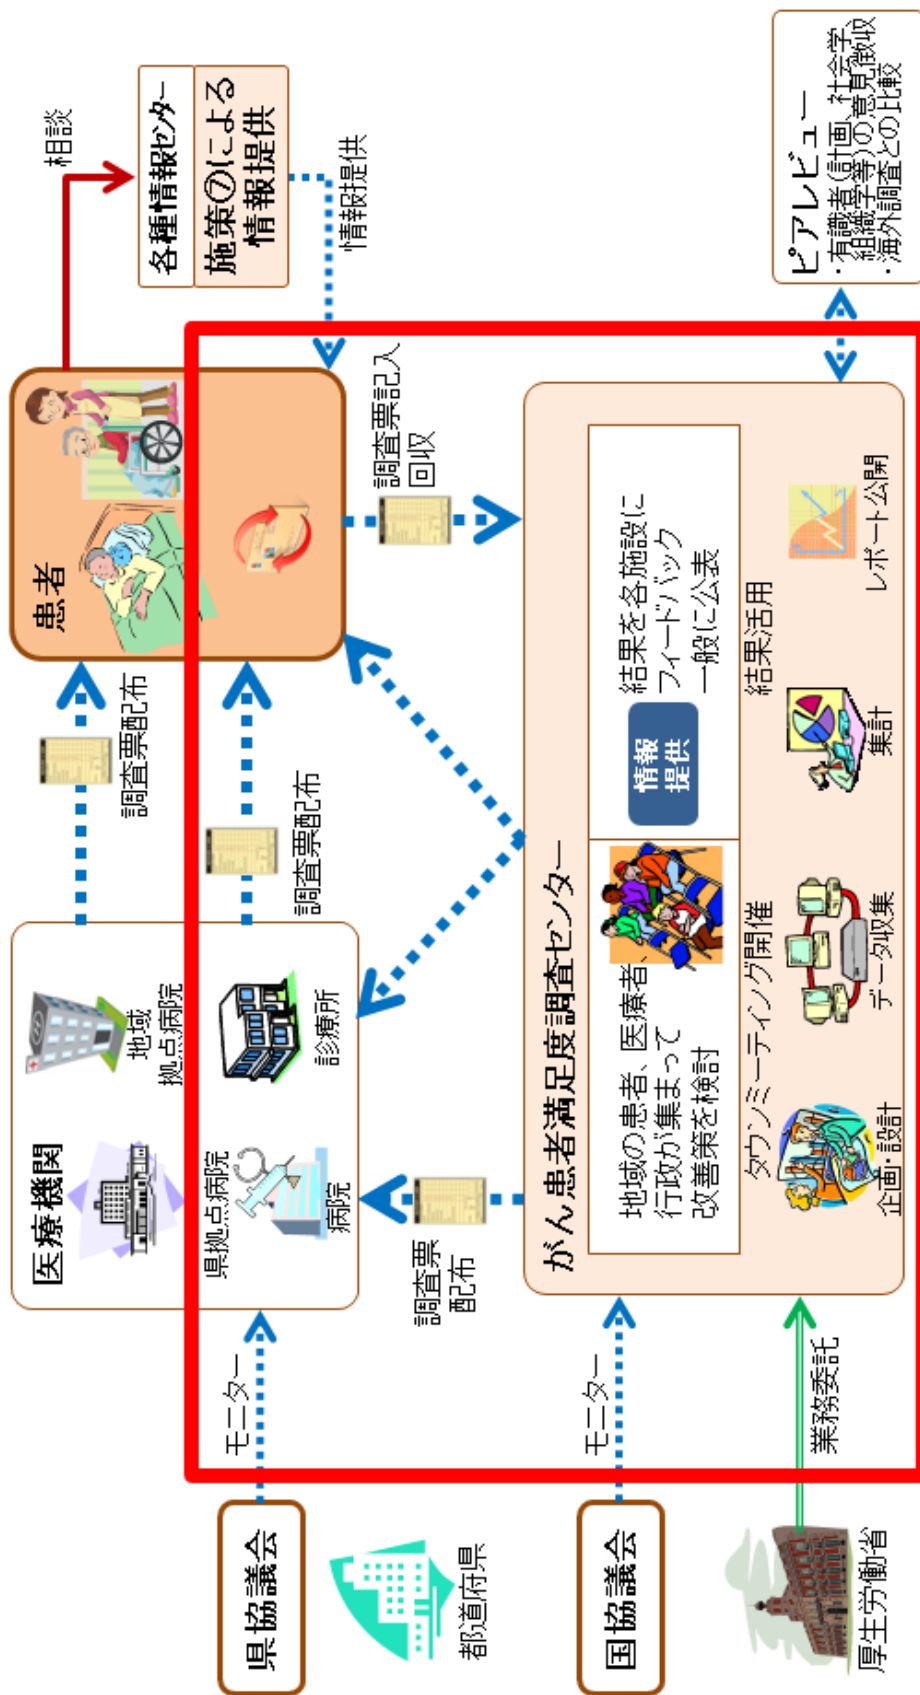 県協議会
都道府県
国協議会
厚生労働省
モニター
モニター
業務委託
医療機関
県拠点病院
地域
拠点病院
病院
診療所
調査票
配布
調査票配布
調査票配布
患者
調査票記入
回収
相談
各種情報センター
施策⑦による
情報提供
情報提供
がん患者満足度調査センター
地域の患者、医療者、
行政が集まって
改善策を検討
タウンミーティング開催
情報
提供
結果を各施設に
フィードバック
一般に公表
結果活用
企画・設計
データ収集
集計
レポート公開
ピアレビュー
・有識者(計画、社会学、
組織学等)の意見徴収
・海外調査との比較